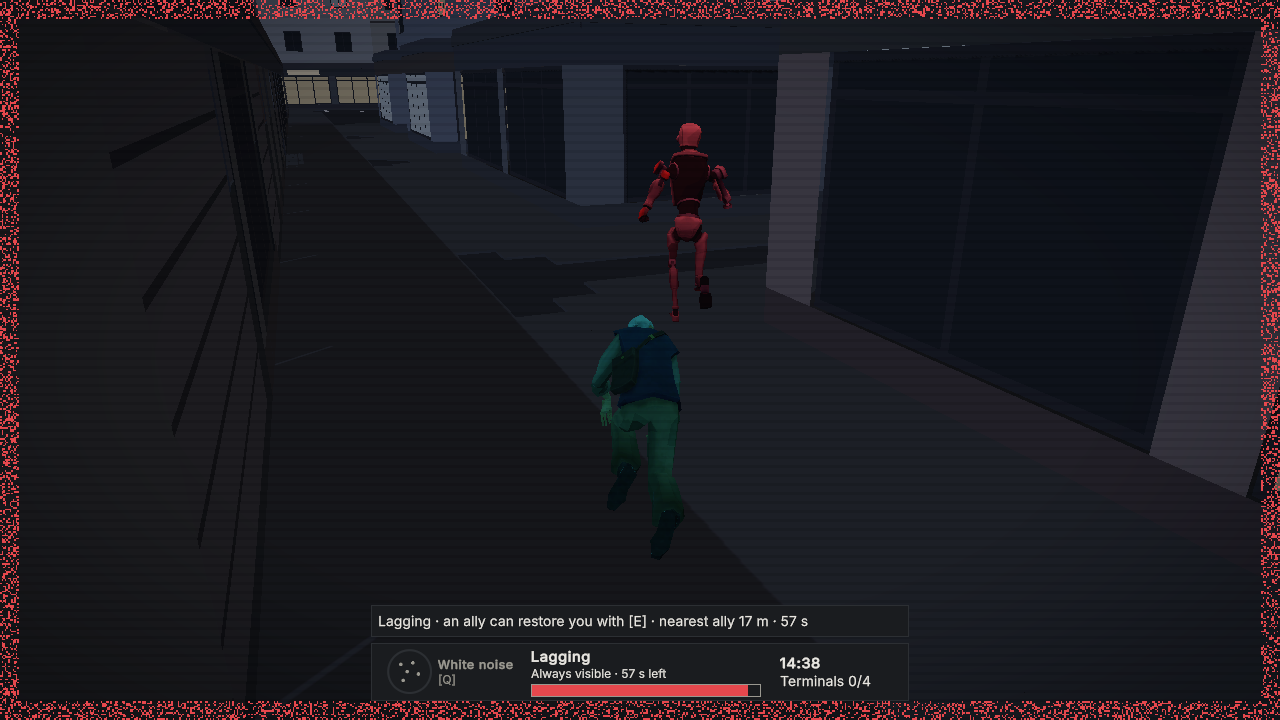 Lagging · an ally can restore you with [E] · nearest ally 17 m · 57 s
White noise
[Q]
Lagging
Always visible · 57 s left
14:38
Terminals 0/4